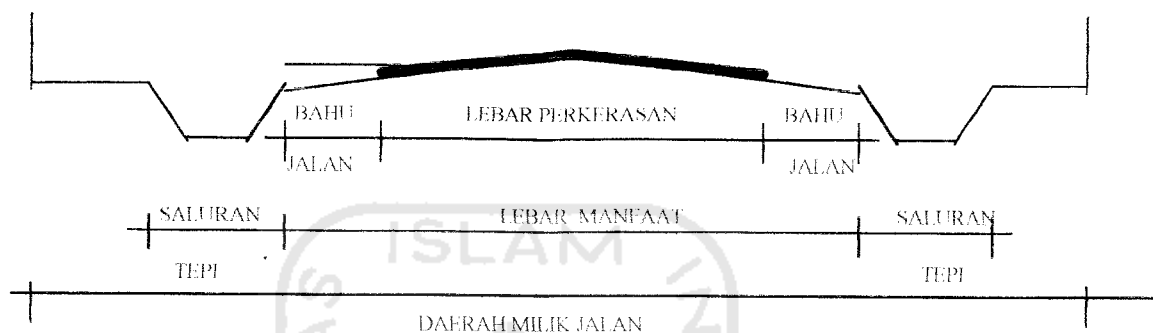 BAHU LEBAR PERKERASAN BAHU
JALAN JALAN
SALURAN LEBAR MANFAAT SALURAN
ISLAM
TEPI TEPI
DAERAH MILIK JALAN